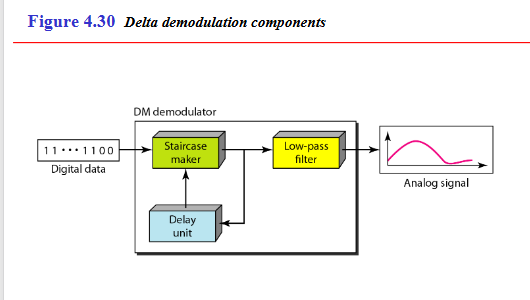 Figure 4.30 Delta demodulation components
DM demodulator
11 ••• 1100
Digital data
Staircase
maker
Low-pass
filter
Analog signal
Delay
unit